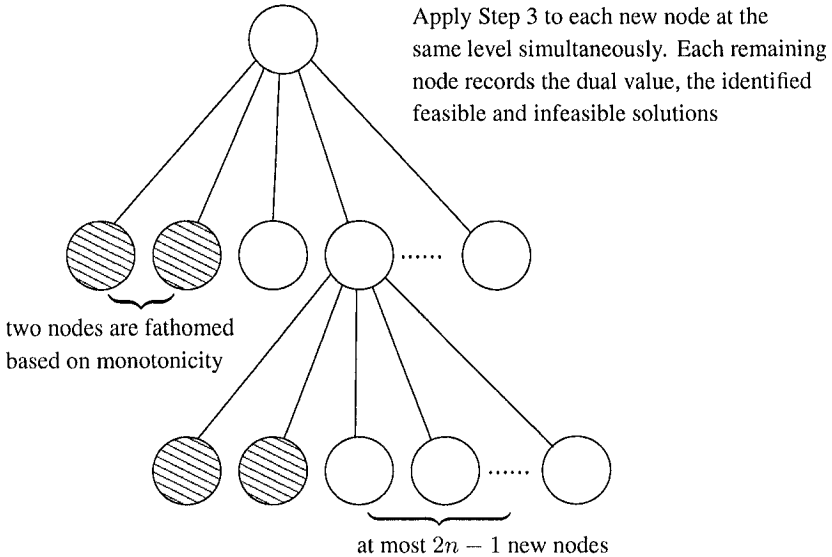 Apply Step 3 to each new node at the
same level simultaneously. Each remaining
node records the dual value, the identified
feasible and infeasible solutions
......
two nodes are fathomed
based on monotonicity
......
at most 2n − 1 new nodes